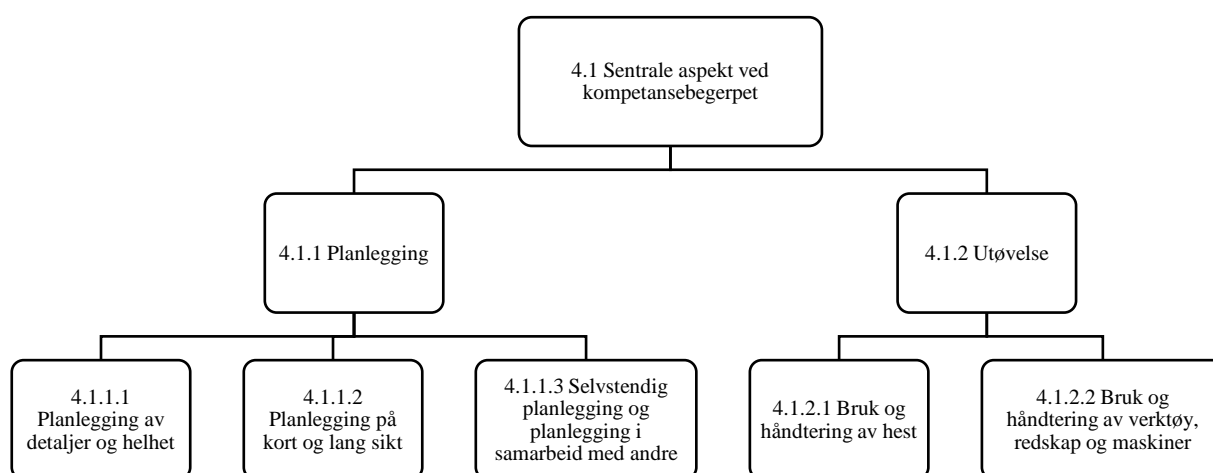 4.1 Sentrale aspekt ved
kompetansebegerpet
4.1.1 Planlegging
4.1.2 Utøvelse
4.1.1.1
Planlegging av
detaljer og helhet
4.1.1.2
Planlegging på
kort og lang sikt
4.1.1.3 Selvstendig
planlegging og
planlegging i
samarbeid med andre
4.1.2.1 Bruk og
håndtering av hest
4.1.2.2 Bruk og
håndtering av verktøy,
redskap og maskiner